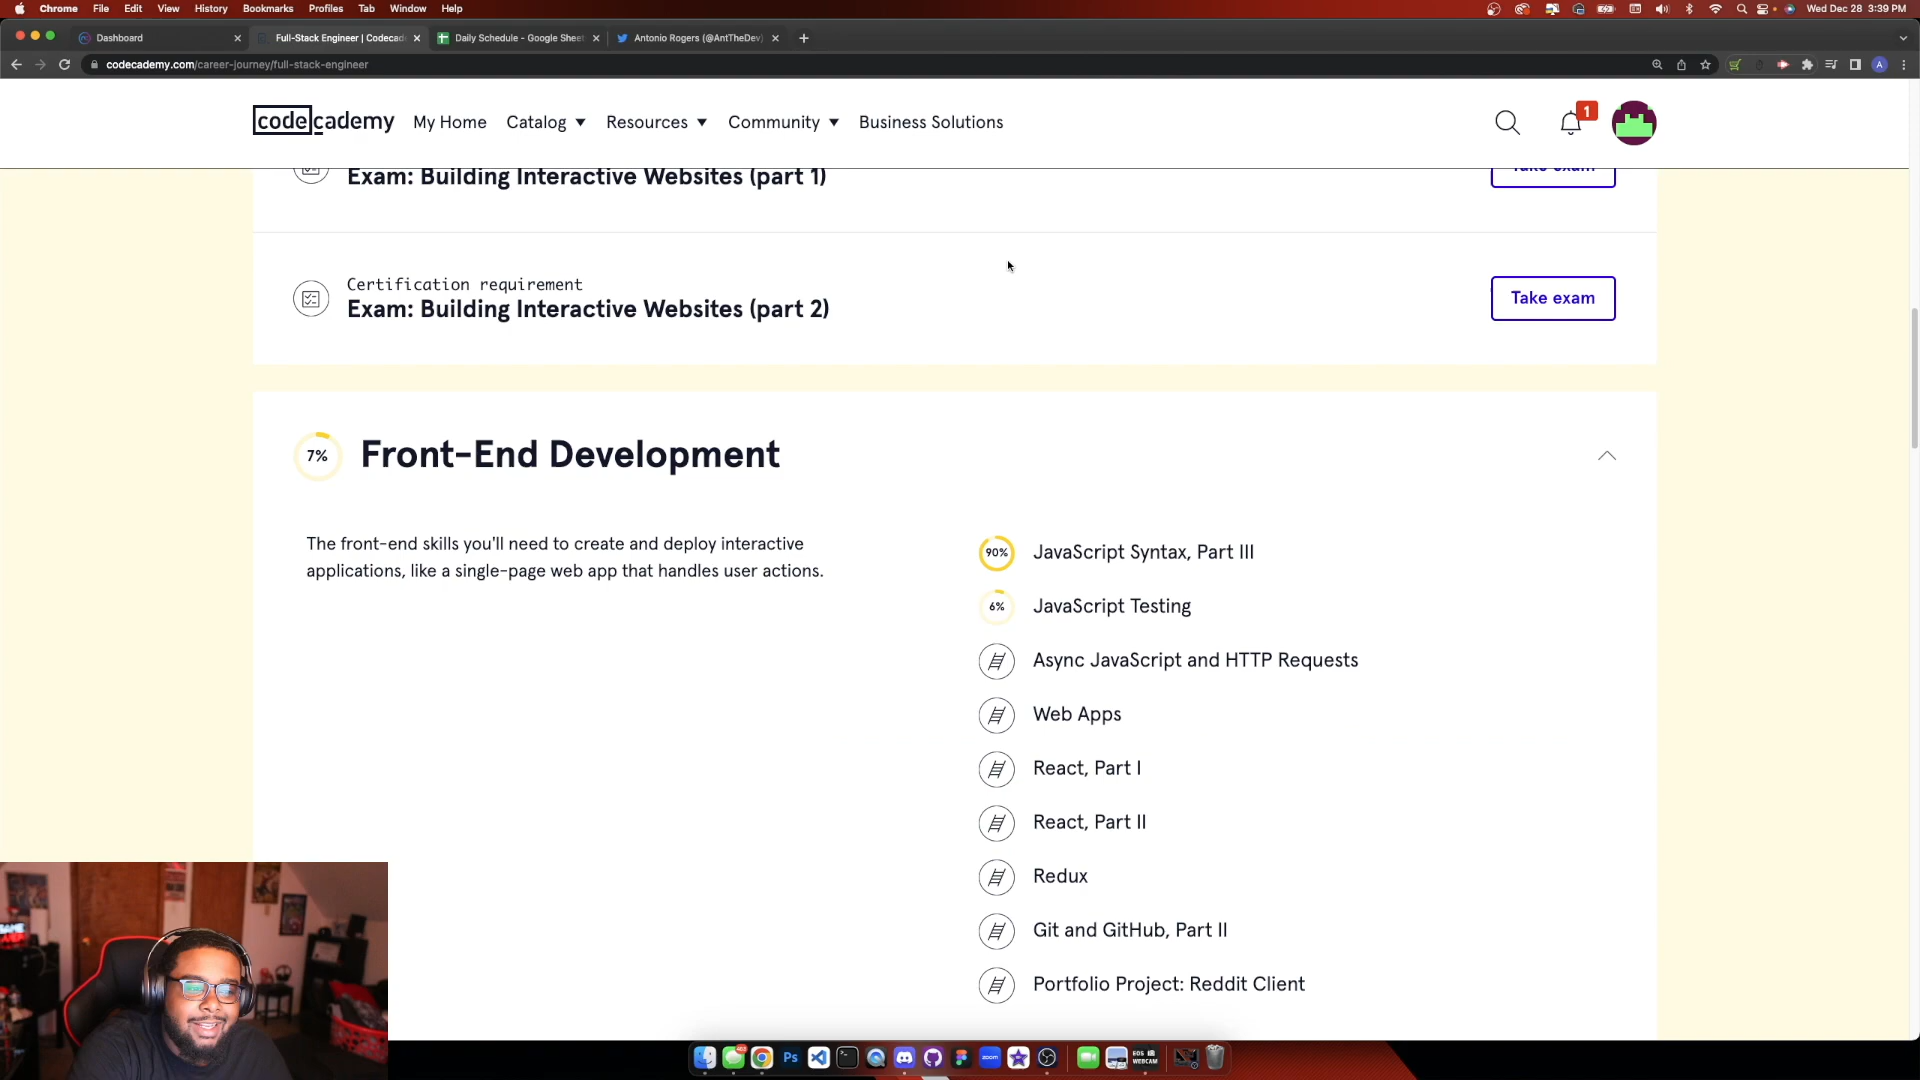 Chrome File Edit View History Bookmarks Profiles Tab Window Help
Wed Dec 28 3:39 PM
Dashboard
Full-Stack Engineer | Codecad
Daily Schedule - Google Sheet
Antonio Rogers (@AntTheDev)
codecademy.com/career-journey/full-stack-engineer
A
codecademy My Home Catalog Resources Community Business Solutions
1
Exam: Building Interactive Websites (part 1)
Take exam
Certification requirement
Exam: Building Interactive Websites (part 2)
Take exam
7%
Front-End Development
The front-end skills you'll need to create and deploy interactive
applications, like a single-page web app that handles user actions.
90% JavaScript Syntax, Part III
6% JavaScript Testing
Async JavaScript and HTTP Requests
Web Apps
React, Part I
React, Part II
Redux
Git and GitHub, Part II
Portfolio Project: Reddit Client
Ps
zoom
EOS
WEBCAM